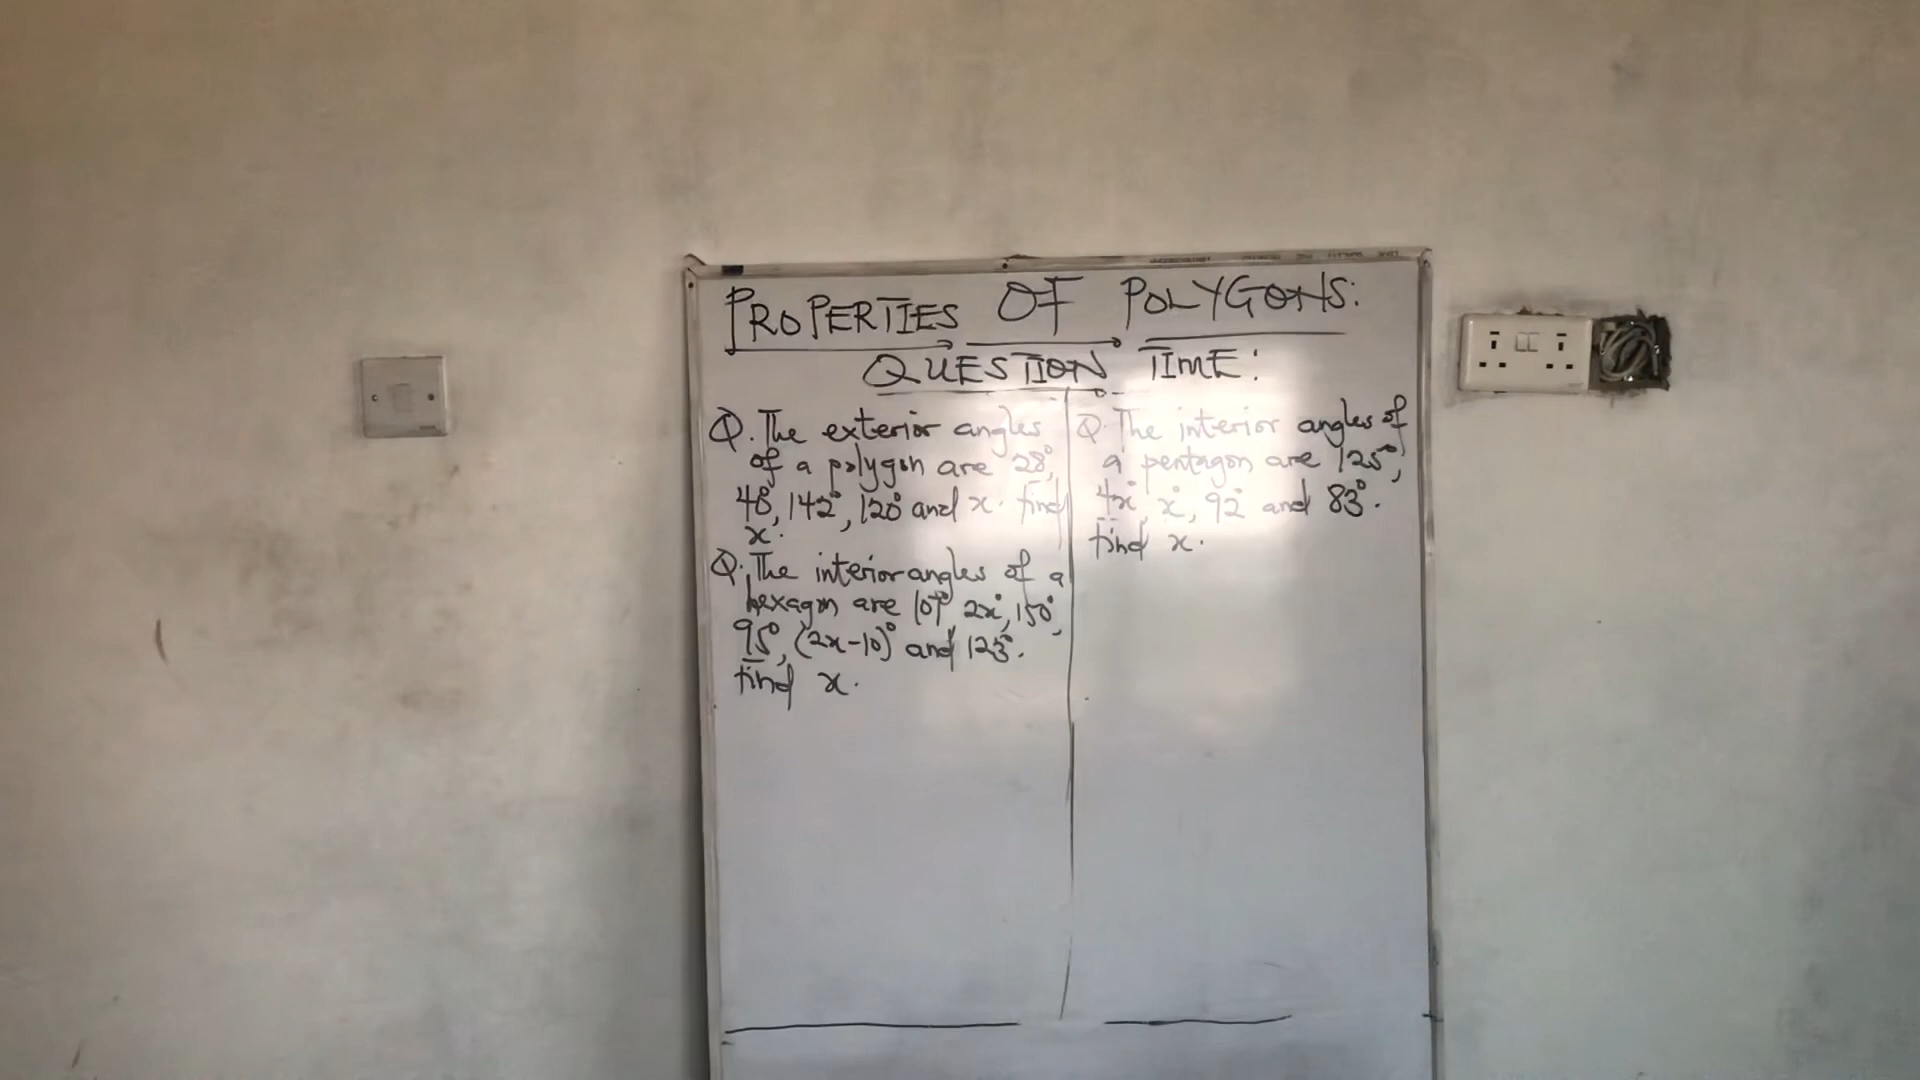 PROPERTIES OF POLYGONS:
QUESTION TIME:
Q. The exterior angles
of a polygon are 28°,
48°, 142°, 120° and x. find
x.
Q. The interior angles of a
hexagon are 107° 2x°, 150°,
95°, (2x-10)° and 123°.
find x.
Q. The interior angles of
a pentagon are 125°,
4x°, x°, 92° and 83°.
find x.